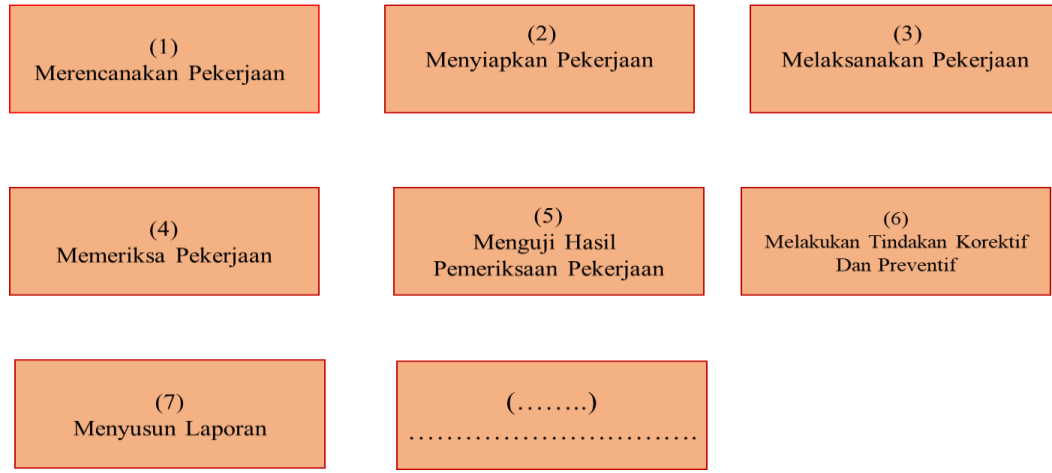 (1)
Merencanakan Pekerjaan
(2)
Menyiapkan Pekerjaan
(3)
Melaksanakan Pekerjaan
(4)
Memeriksa Pekerjaan
(5)
Menguji Hasil
Pemeriksaan Pekerjaan
(6)
Melakukan Tindakan Korektif
Dan Preventif
(7)
Menyusun Laporan
(……..)
…………………………….